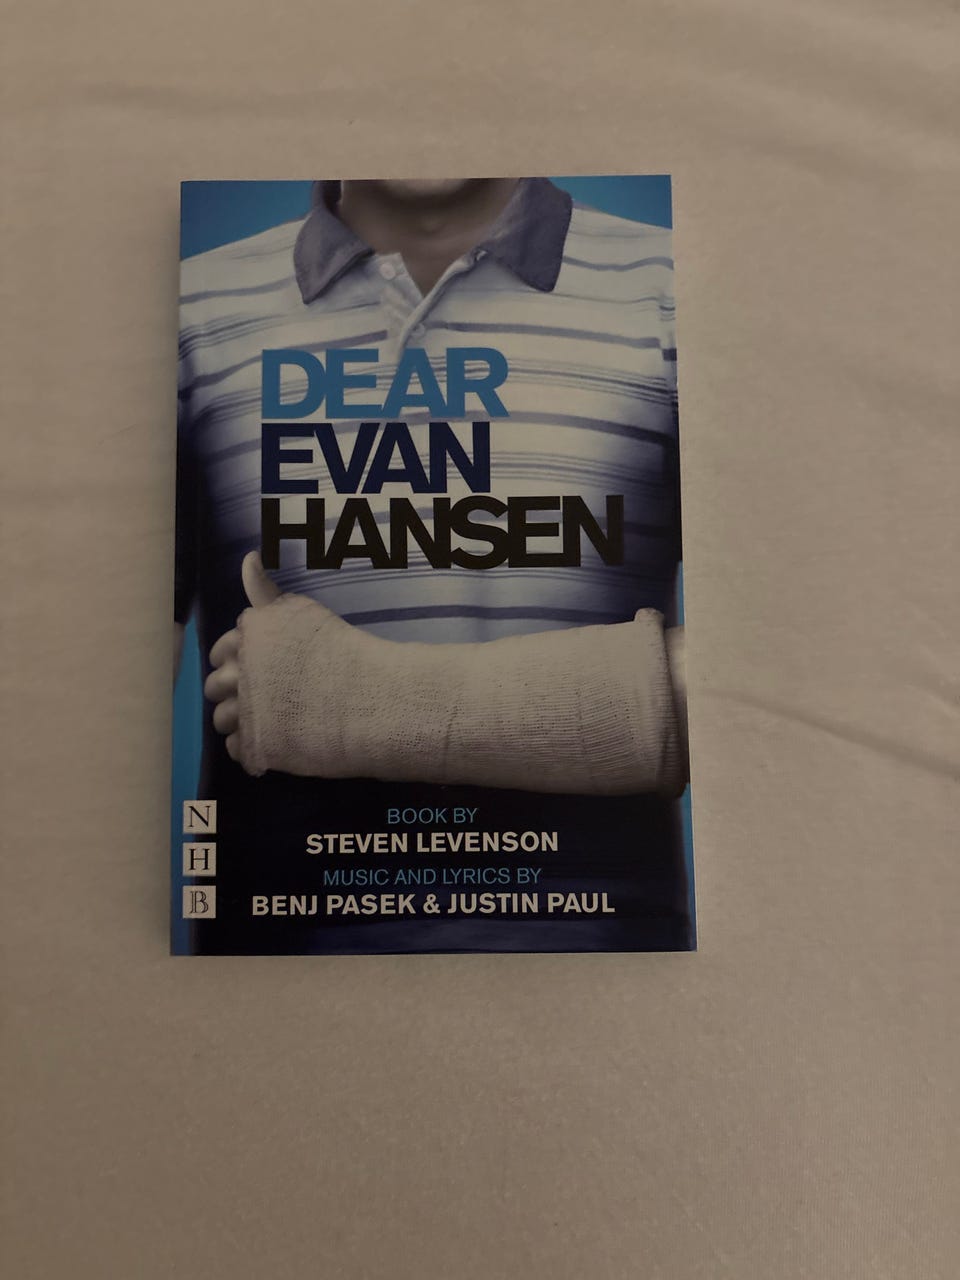 DEAR
EVAN
HANSEN
BOOK BY
STEVEN LEVENSON
MUSIC AND LYRICS BY
BENJ PASEK & JUSTIN PAUL
N
H
B